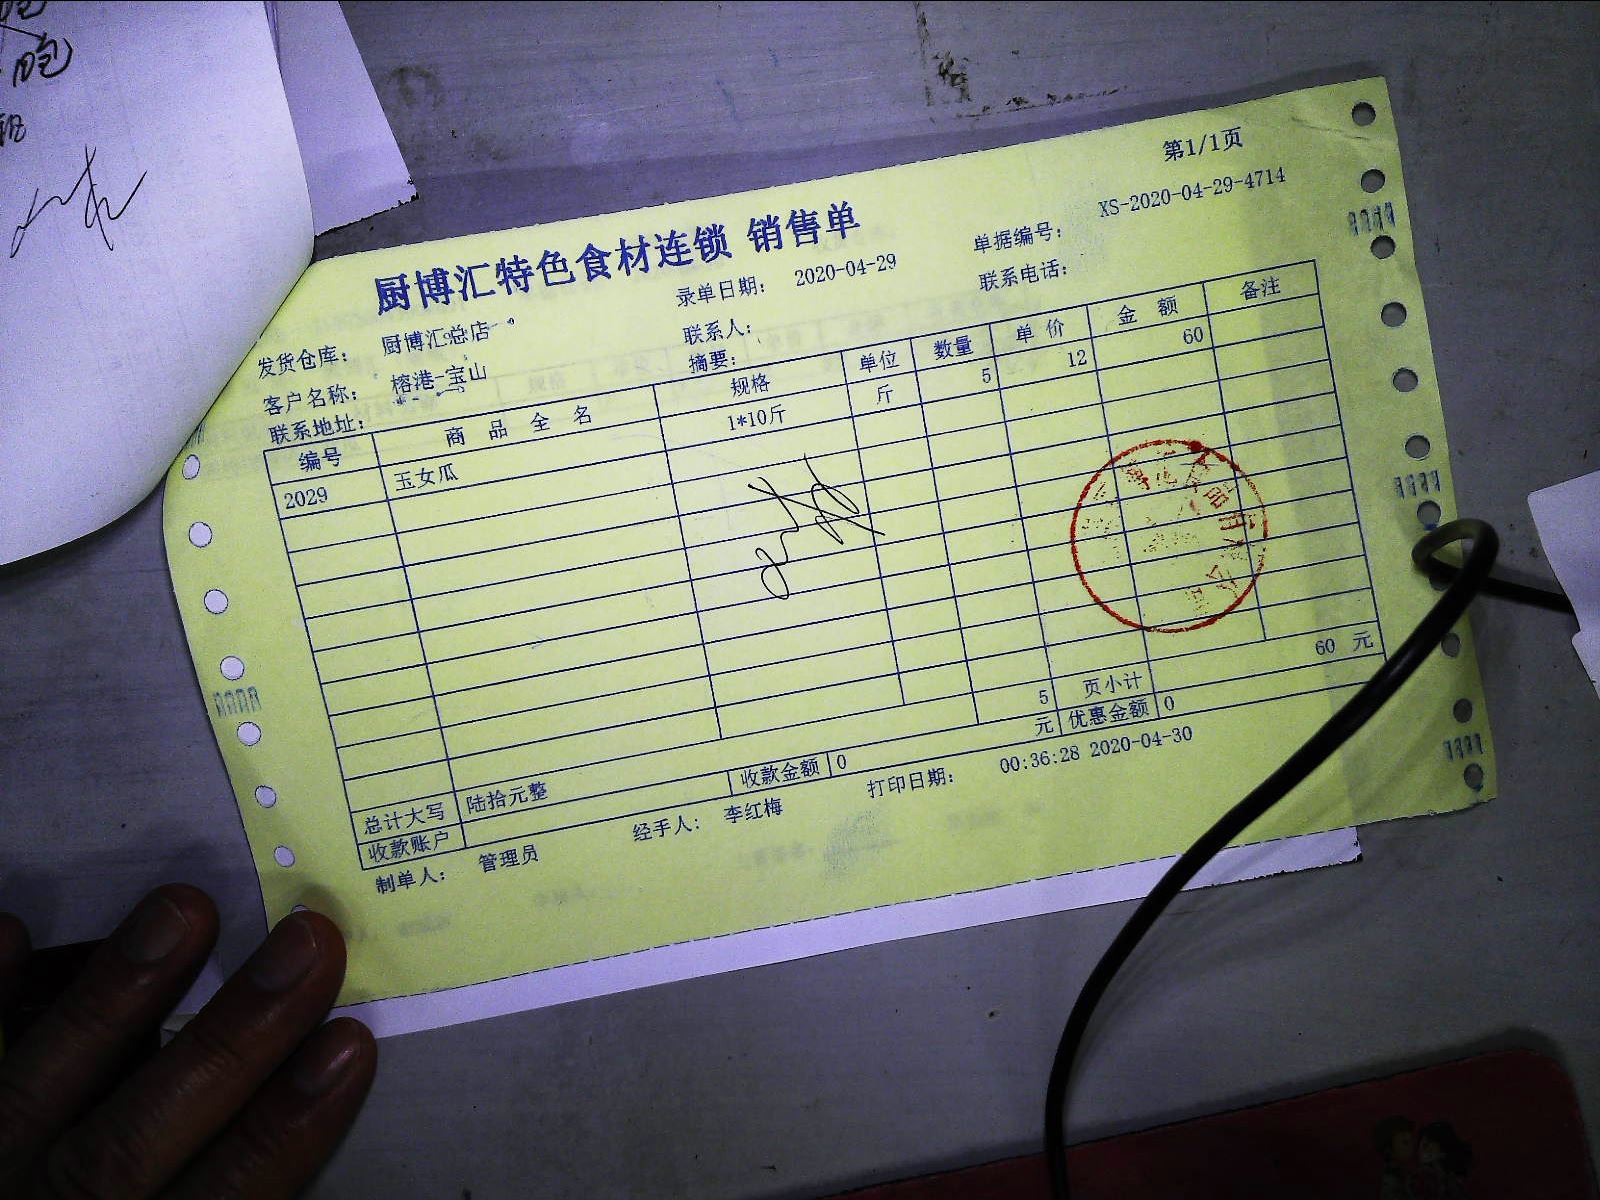 第1/1页
厨博汇特色食材连锁 销售单
发货仓库： 厨博汇总店 录单日期： 2020-04-29 单据编号： XS-2020-04-29-4714
客户名称： 榕港-宝山 联系人： 联系电话：
联系地址： 摘要：
编号 商品全名 规格 单位 数量 单价 金额 备注
2029 玉女瓜 1*10斤 斤 5 12 60
5 页小计 60 元
总计大写 陆拾元整 收款金额 0 元 优惠金额 0
收款账户
制单人： 管理员 经手人： 李红梅 打印日期： 00:36:28 2020-04-30